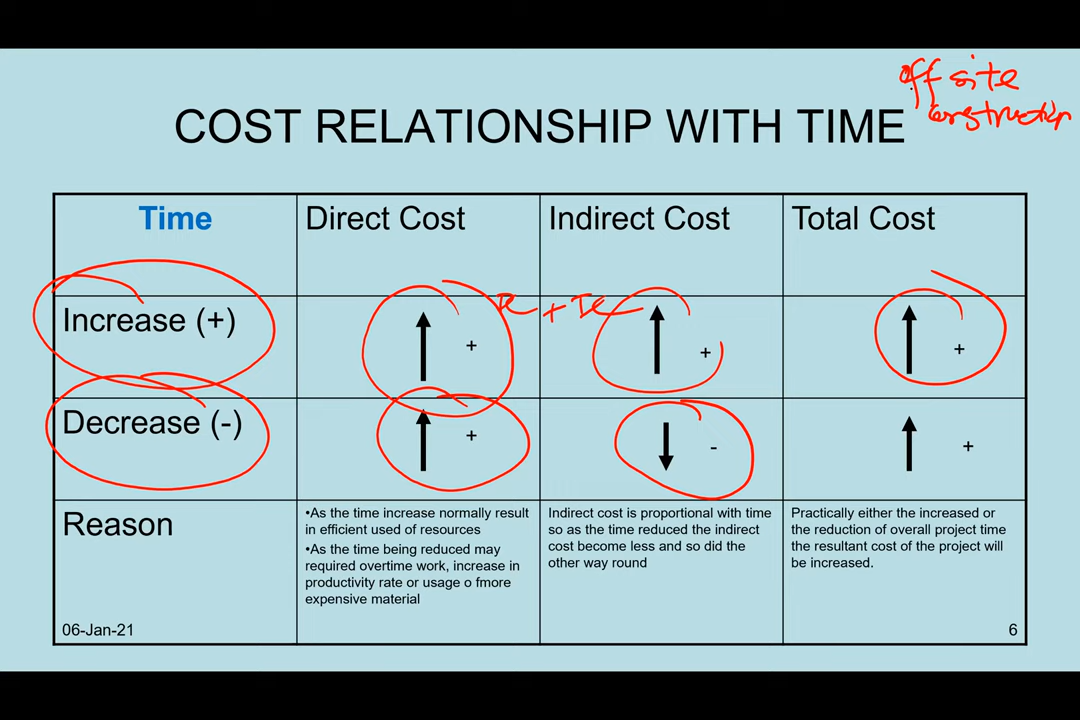 off site
construction
COST RELATIONSHIP WITH TIME
Time
Direct Cost
Indirect Cost
Total Cost
Increase (+)
+
+
+
Decrease (-)
+
-
+
Reason
•As the time increase normally result
in efficient used of resources
•As the time being reduced may
required overtime work, increase in
productivity rate or usage o fmore
expensive material
Indirect cost is proportional with time
so as the time reduced the indirect
cost become less and so did the
other way round
Practically either the increased or
the reduction of overall project time
the resultant cost of the project will
be increased.
06-Jan-21
6